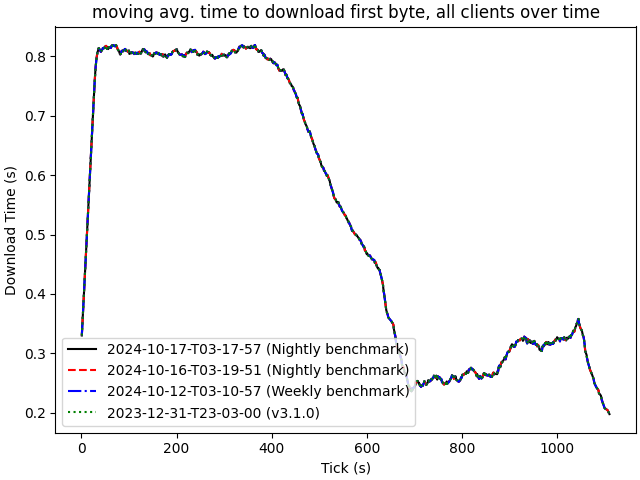 moving avg. time to download first byte, all clients over time
Download Time (s)
0.8
0.7
0.6
0.5
0.4
0.3
0.2
2024-10-17-T03-17-57 (Nightly benchmark)
2024-10-16-T03-19-51 (Nightly benchmark)
2024-10-12-T03-10-57 (Weekly benchmark)
2023-12-31-T23-03-00 (v3.1.0)
0 200 400 600 800 1000
Tick (s)